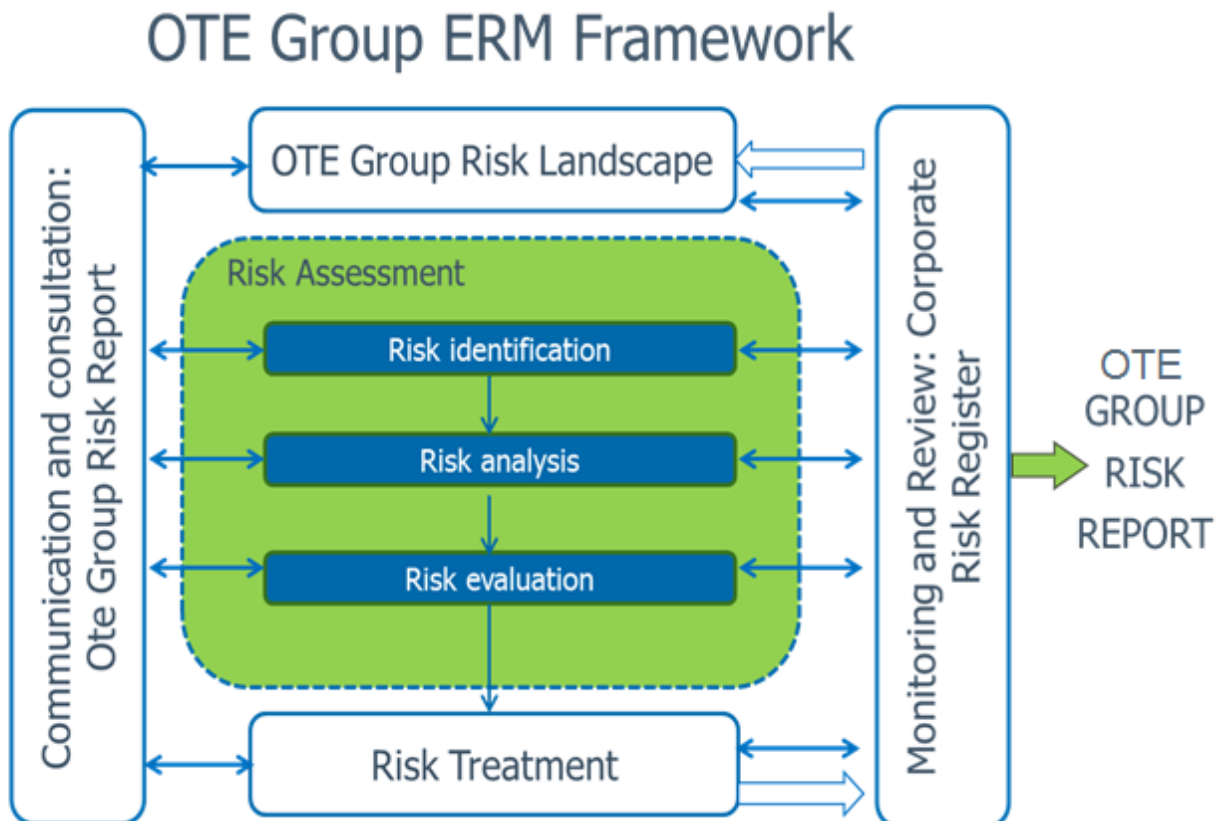 OTE Group ERM Framework
Communication and consultation:
Ote Group Risk Report
OTE Group Risk Landscape
Risk Assessment
Risk identification
Risk analysis
Risk evaluation
Risk Treatment
Monitoring and Review: Corporate
Risk Register
OTE
GROUP
RISK
REPORT